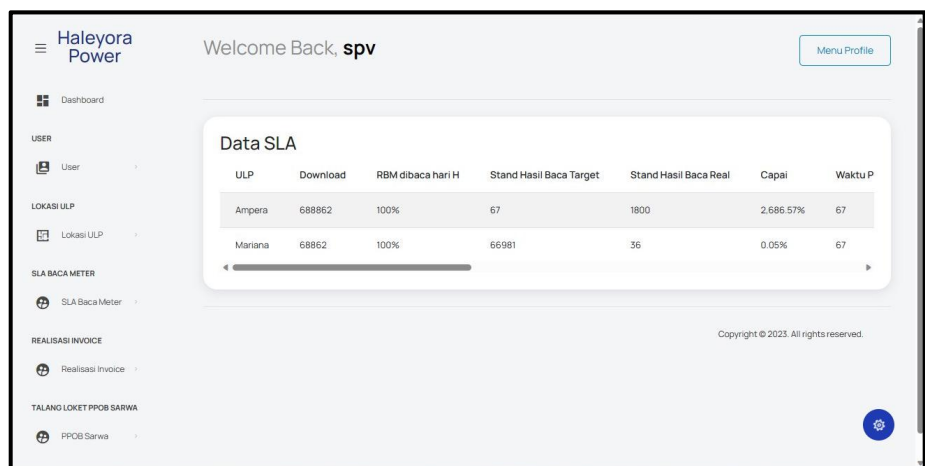 Haleyora
Power
Welcome Back, spv
Menu Profile
Dashboard
USER
User
LOKASI ULP
Lokasi ULP
SLA BACA METER
SLA Baca Meter
REALISASI INVOICE
Realisasi Invoice
TALANG LOKET PPOB SARWA
PPOB Sarwa
Data SLA
ULP Download RBM dibaca hari H Stand Hasil Baca Target Stand Hasil Baca Real Capai Waktu P
Ampera 688862 100% 67 1800 2,686.57% 67
Mariana 68862 100% 66981 36 0.05% 67
Copyright © 2023. All rights reserved.